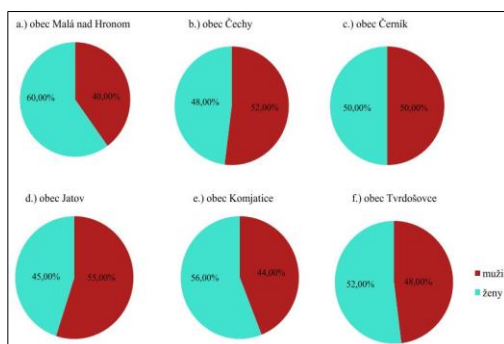 a.) obec Malá nad Hronom
b.) obec Čechy
c.) obec Černík
60,00%
40,00%
48,00%
52,00%
50,00%
50,00%
d.) obec Jatov
e.) obec Komjatice
f.) obec Tvrdošovce
45,00%
55,00%
56,00%
44,00%
52,00%
48,00%
muži
ženy